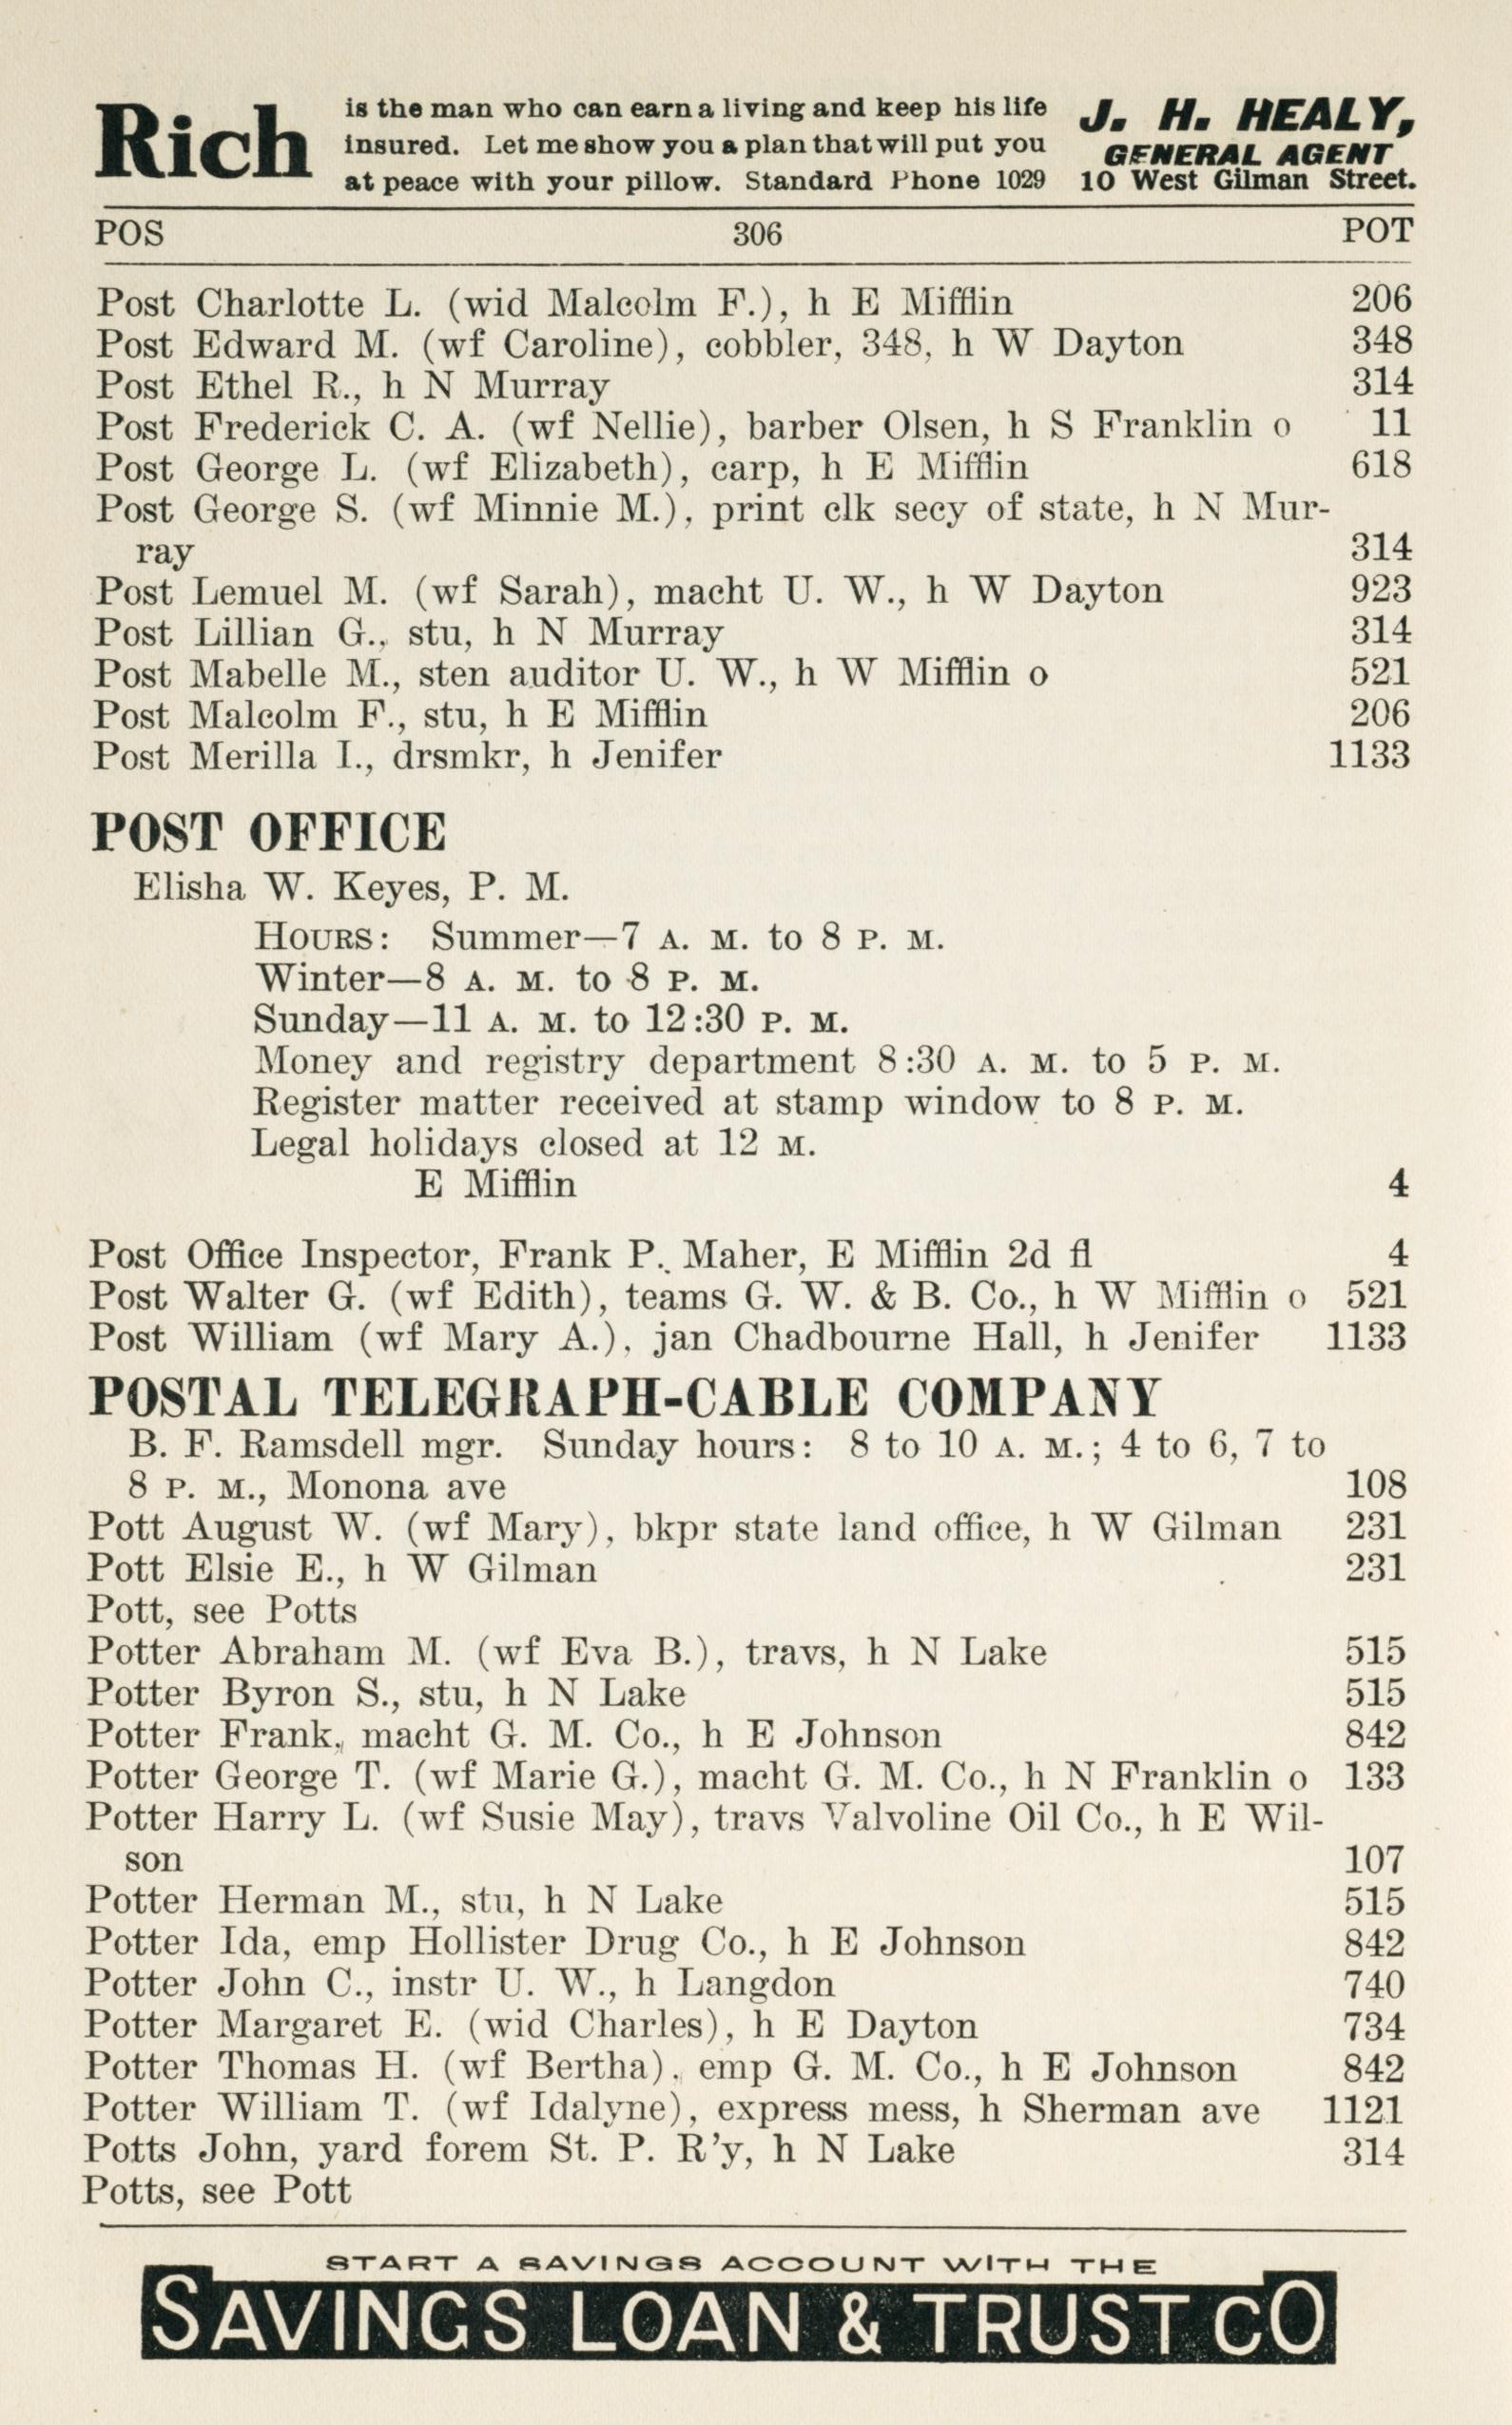 Rich is the man who can earn a living and keep his life
insured. Let me show you a plan that will put you
at peace with your pillow. Standard Phone 1029
J. H. HEALY,
GENERAL AGENT
10 West Gilman Street.
POS 306 POT
Post Charlotte L. (wid Malcolm F.), h E Mifflin 206
Post Edward M. (wf Caroline), cobbler, 348, h W Dayton 348
Post Ethel R., h N Murray 314
Post Frederick C. A. (wf Nellie), barber Olsen, h S Franklin o 11
Post George L. (wf Elizabeth), carp, h E Mifflin 618
Post George S. (wf Minnie M.), print clk secy of state, h N Mur-
ray 314
Post Lemuel M. (wf Sarah), macht U. W., h W Dayton 923
Post Lillian G., stu, h N Murray 314
Post Mabelle M., sten auditor U. W., h W Mifflin o 521
Post Malcolm F., stu, h E Mifflin 206
Post Merilla I., drsmkr, h Jenifer 1133
POST OFFICE
Elisha W. Keyes, P. M.
HOURS: Summer—7 A. M. to 8 P. M.
Winter—8 A. M. to 8 P. M.
Sunday—11 A. M. to 12:30 P. M.
Money and registry department 8:30 A. M. to 5 P. M.
Register matter received at stamp window to 8 P. M.
Legal holidays closed at 12 M.
E Mifflin 4
Post Office Inspector, Frank P. Maher, E Mifflin 2d fl 4
Post Walter G. (wf Edith), teams G. W. & B. Co., h W Mifflin o 521
Post William (wf Mary A.), jan Chadbourne Hall, h Jenifer 1133
POSTAL TELEGRAPH-CABLE COMPANY
B. F. Ramsdell mgr. Sunday hours: 8 to 10 A. M.; 4 to 6, 7 to
8 P. M., Monona ave 108
Pott August W. (wf Mary), bkpr state land office, h W Gilman 231
Pott Elsie E., h W Gilman 231
Pott, see Potts
Potter Abraham M. (wf Eva B.), travs, h N Lake 515
Potter Byron S., stu, h N Lake 515
Potter Frank, macht G. M. Co., h E Johnson 842
Potter George T. (wf Marie G.), macht G. M. Co., h N Franklin o 133
Potter Harry L. (wf Susie May), travs Valvoline Oil Co., h E Wil-
son 107
Potter Herman M., stu, h N Lake 515
Potter Ida, emp Hollister Drug Co., h E Johnson 842
Potter John C., instr U. W., h Langdon 740
Potter Margaret E. (wid Charles), h E Dayton 734
Potter Thomas H. (wf Bertha), emp G. M. Co., h E Johnson 842
Potter William T. (wf Idalyne), express mess, h Sherman ave 1121
Potts John, yard forem St. P. R'y, h N Lake 314
Potts, see Pott
START A SAVINGS ACCOUNT WITH THE
SAVINGS LOAN & TRUST CO